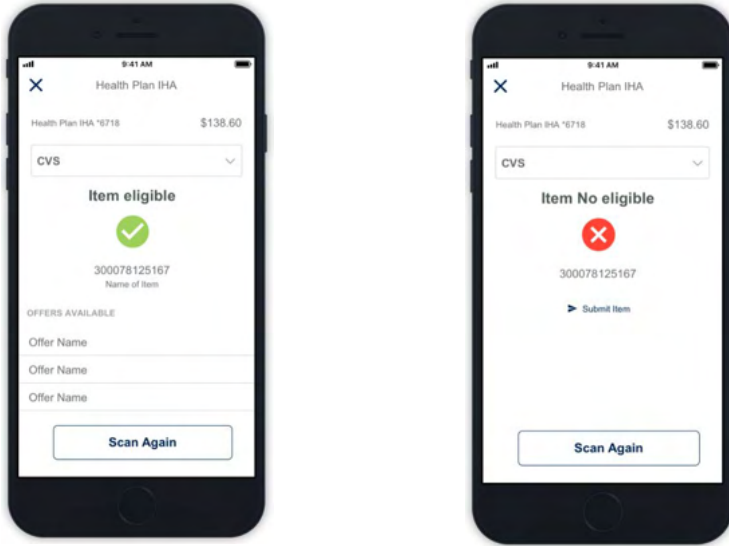 9:41 AM
Health Plan IHA
Health Plan IHA *6718 $138.60
CVS
Item eligible
300078125167
Name of Item
OFFERS AVAILABLE
Offer Name
Offer Name
Offer Name
Scan Again
9:41 AM
Health Plan IHA
Health Plan IHA *6718 $138.60
CVS
Item No eligible
300078125167
Submit Item
Scan Again